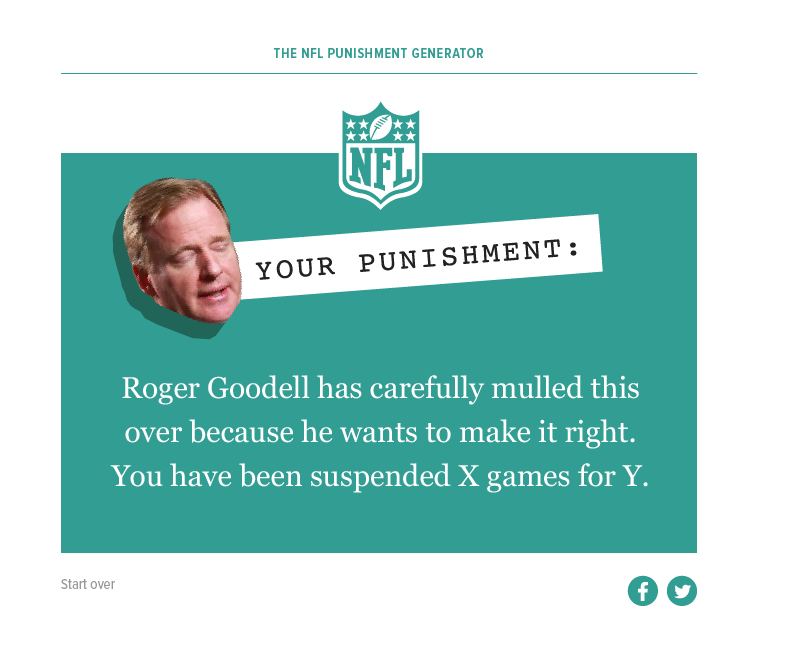 THE NFL PUNISHMENT GENERATOR
NFL
YOUR PUNISHMENT:
Roger Goodell has carefully mulled this
over because he wants to make it right.
You have been suspended X games for Y.
Start over